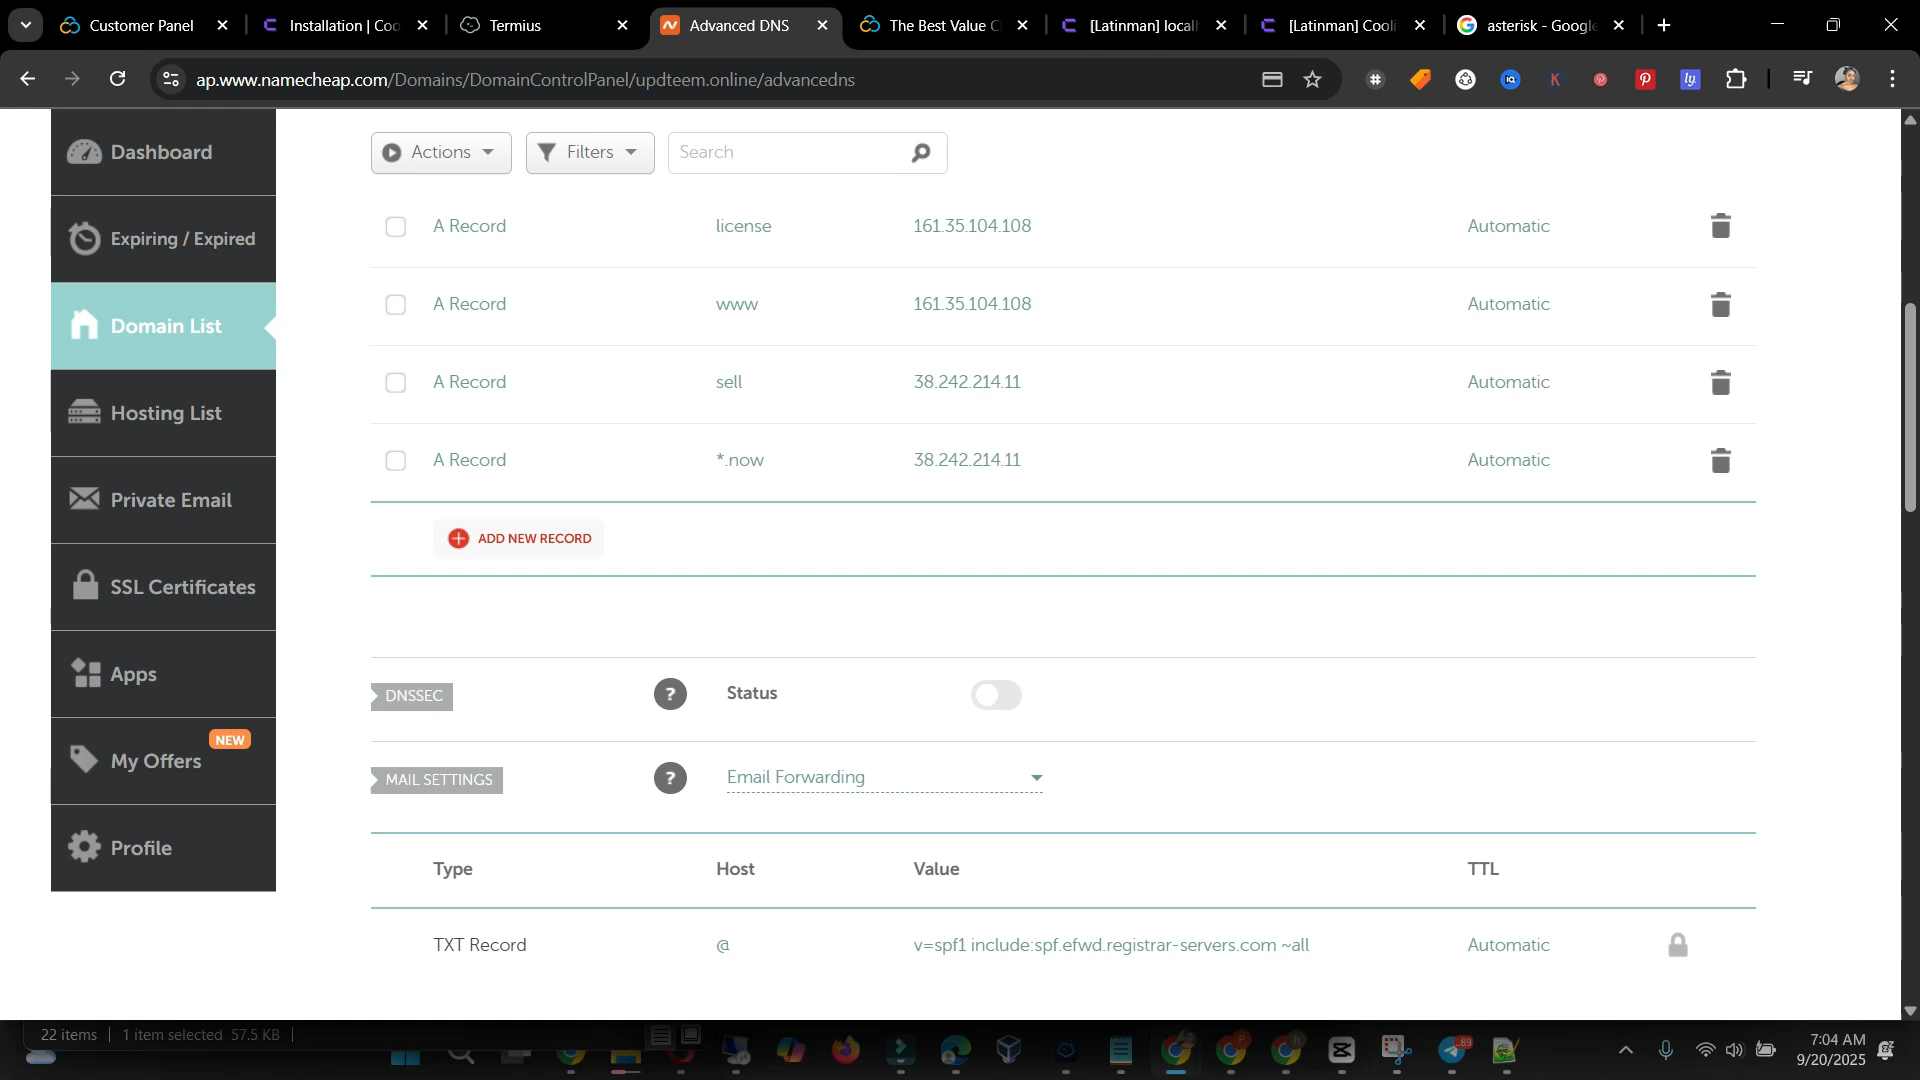 Customer Panel
Installation | Coo
Termius
Advanced DNS
The Best Value C
[Latinman] localh
[Latinman] Cooli
asterisk - Google
ap.www.namecheap.com/Domains/DomainControlPanel/updteem.online/advancedns
Dashboard
Expiring / Expired
Domain List
Hosting List
Private Email
SSL Certificates
Apps
NEW
My Offers
Profile
Actions
Filters
Search
A Record license 161.35.104.108 Automatic
A Record www 161.35.104.108 Automatic
A Record sell 38.242.214.11 Automatic
A Record *.now 38.242.214.11 Automatic
ADD NEW RECORD
DNSSEC ? Status
MAIL SETTINGS ? Email Forwarding
Type Host Value TTL
TXT Record @ v=spf1 include:spf.efwd.registrar-servers.com ~all Automatic
22 items 1 item selected 57.5 KB
89
7:04 AM
9/20/2025